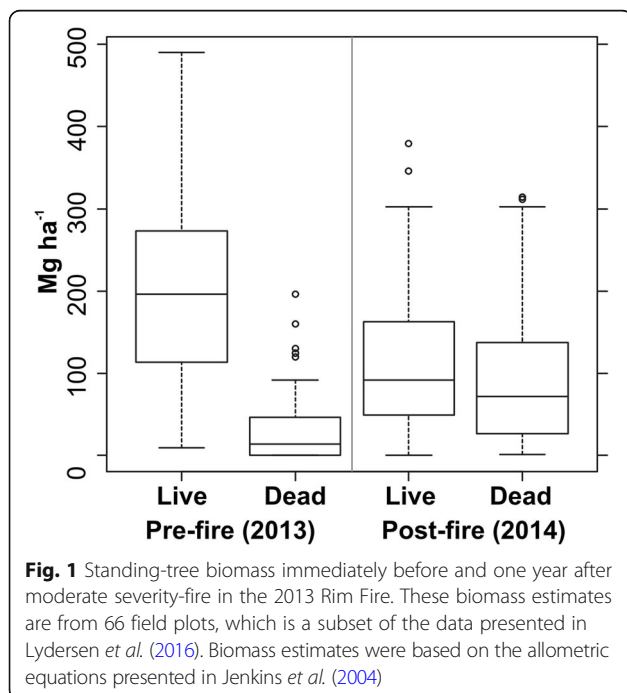 500
400
300
200
100
0
Mg ha⁻¹
Live Dead Live Dead
Pre-fire (2013) Post-fire (2014)
Fig. 1 Standing-tree biomass immediately before and one year after
moderate severity-fire in the 2013 Rim Fire. These biomass estimates
are from 66 field plots, which is a subset of the data presented in
Lydersen et al. (2016). Biomass estimates were based on the allometric
equations presented in Jenkins et al. (2004)